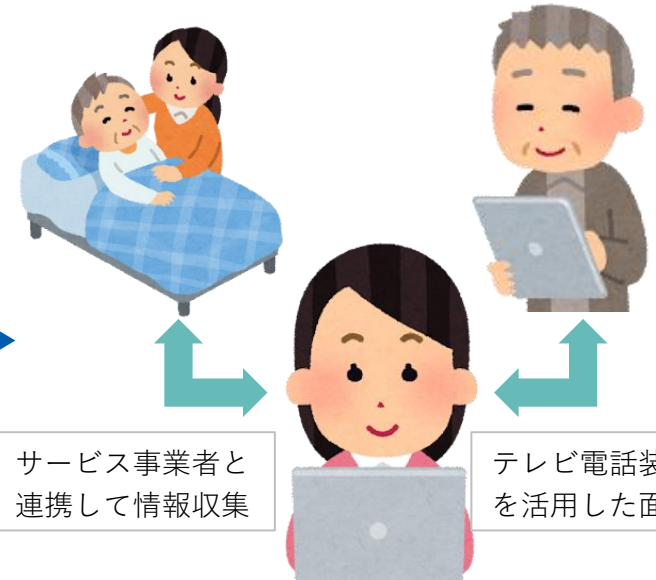 サービス事業者と
連携して情報収集
テレビ電話装
を活用した面